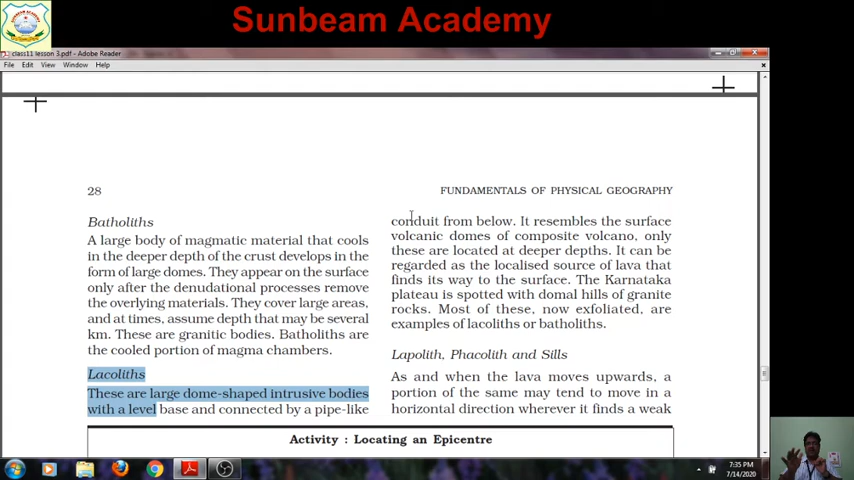 Sunbeam Academy
class11 lesson 3.pdf - Adobe Reader
File Edit View Window Help
28
FUNDAMENTALS OF PHYSICAL GEOGRAPHY
Batholiths
A large body of magmatic material that cools
in the deeper depth of the crust develops in the
form of large domes. They appear on the surface
only after the denudational processes remove
the overlying materials. They cover large areas,
and at times, assume depth that may be several
km. These are granitic bodies. Batholiths are
the cooled portion of magma chambers.
Lacoliths
These are large dome-shaped intrusive bodies
with a level base and connected by a pipe-like
conduit from below. It resembles the surface
volcanic domes of composite volcano, only
these are located at deeper depths. It can be
regarded as the localised source of lava that
finds its way to the surface. The Karnataka
plateau is spotted with domal hills of granite
rocks. Most of these, now exfoliated, are
examples of lacoliths or batholiths.
Lapolith, Phacolith and Sills
As and when the lava moves upwards, a
portion of the same may tend to move in a
horizontal direction wherever it finds a weak
Activity : Locating an Epicentre
7:35 PM
7/14/2020